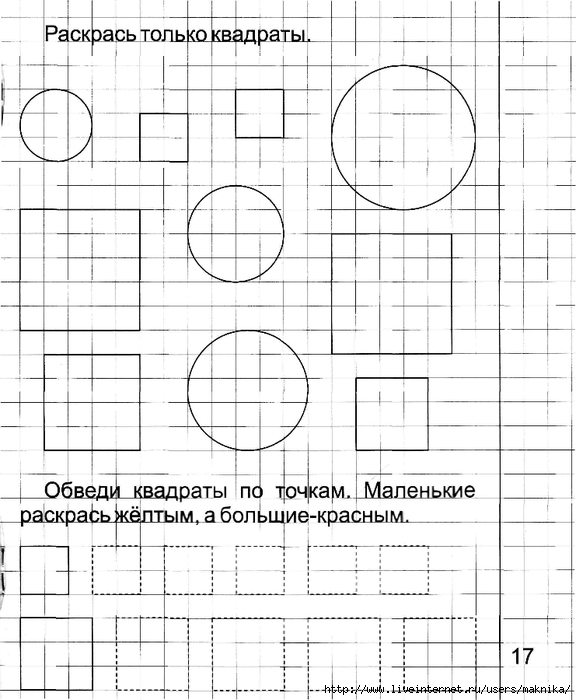 Раскрась только квадраты.
Обведи квадраты по точкам. Маленькие
раскрась жёлтым, а большие-красным.
17
http://www.liveinternet.ru/users/maknika/